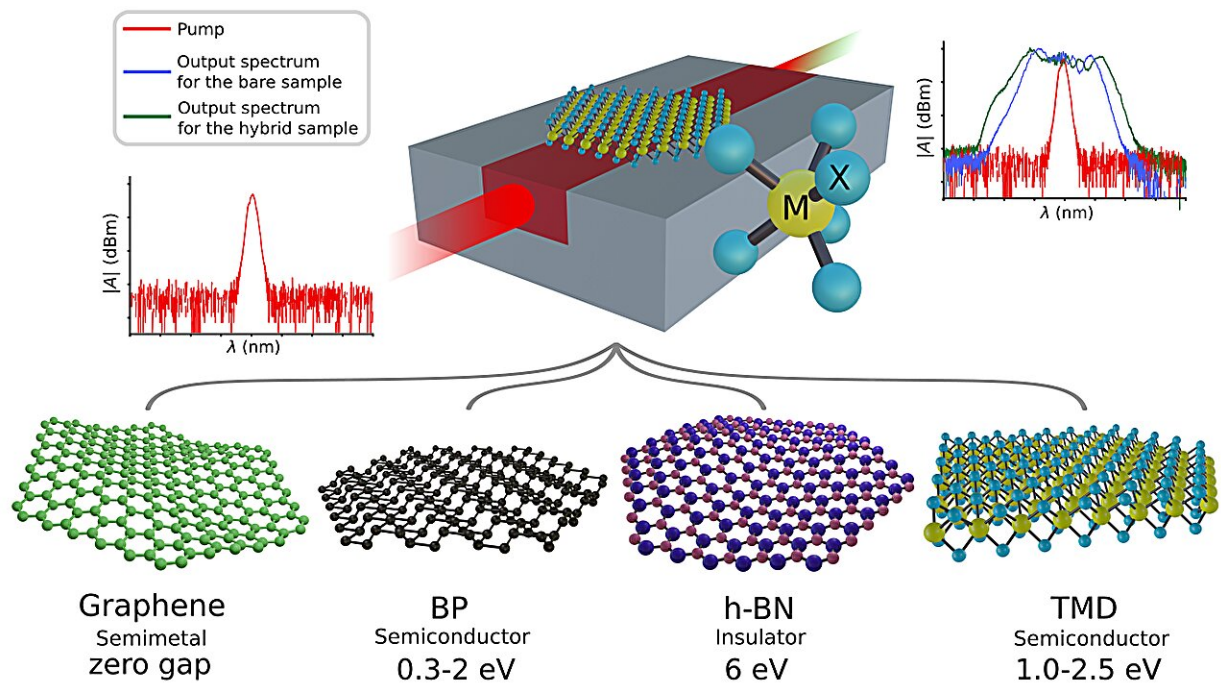 Pump
Output spectrum
for the bare sample
Output spectrum
for the hybrid sample
|A| (dBm)
λ (nm)
M
X
|A| (dBm)
λ (nm)
Graphene
Semimetal
zero gap
BP
Semiconductor
0.3-2 eV
h-BN
Insulator
6 eV
TMD
Semiconductor
1.0-2.5 eV